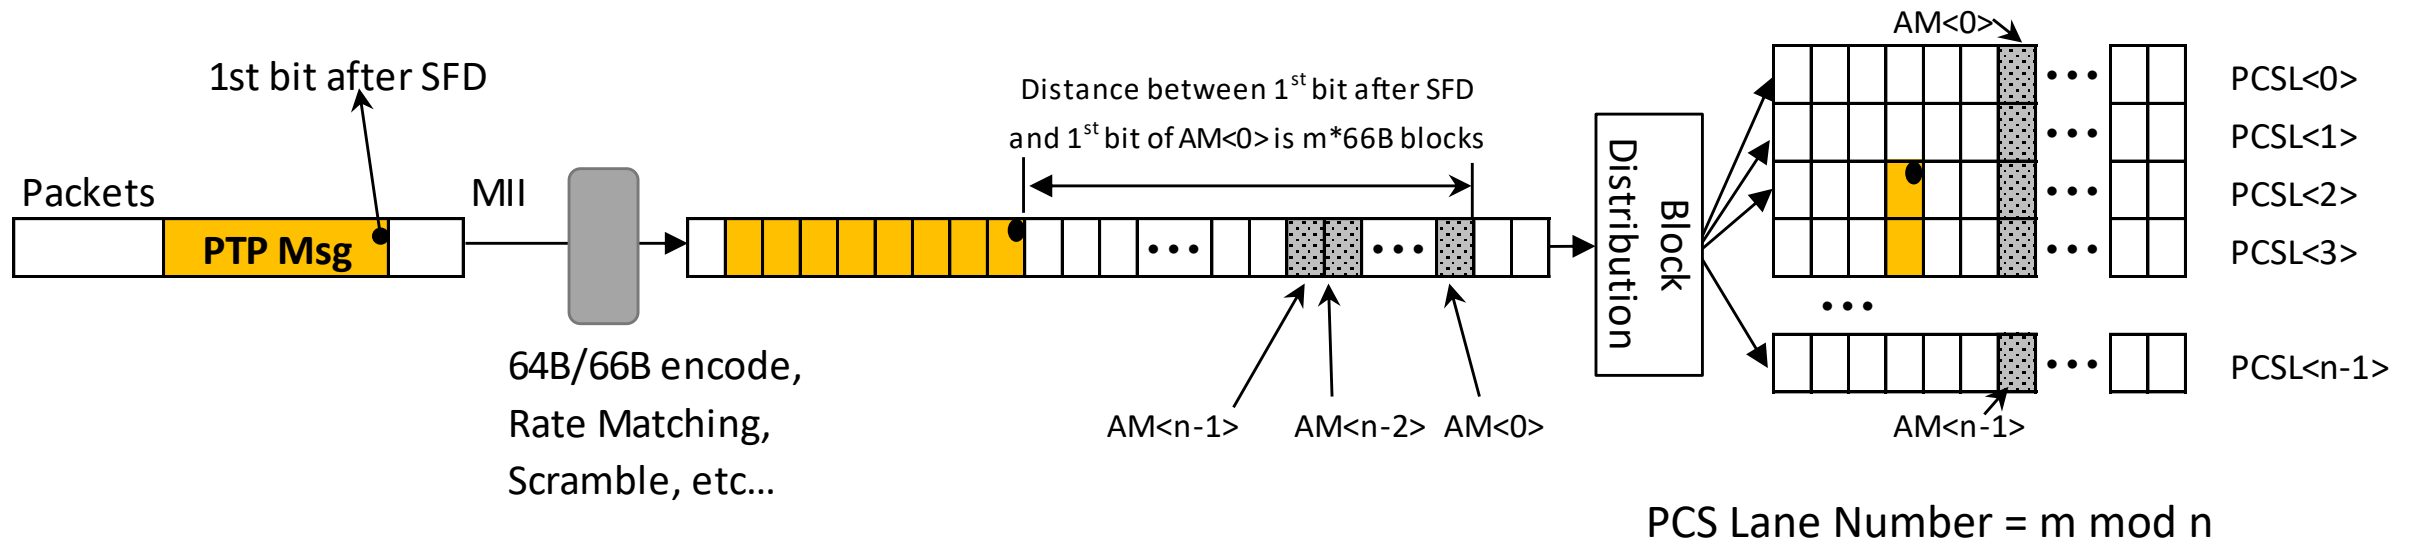 AM<0>
1st bit after SFD
Distance between 1st bit after SFD
and 1st bit of AM<0> is m*66B blocks
PCSL<0>
PCSL<1>
PCSL<2>
PCSL<3>
PCSL<n-1>
Packets
MII
PTP Msg
•••
•••
Block
Distribution
•••
•••
•••
•••
•••
•••
64B/66B encode,
Rate Matching,
Scramble, etc...
AM<n-1>
AM<n-2>
AM<0>
AM<n-1>
PCS Lane Number = m mod n